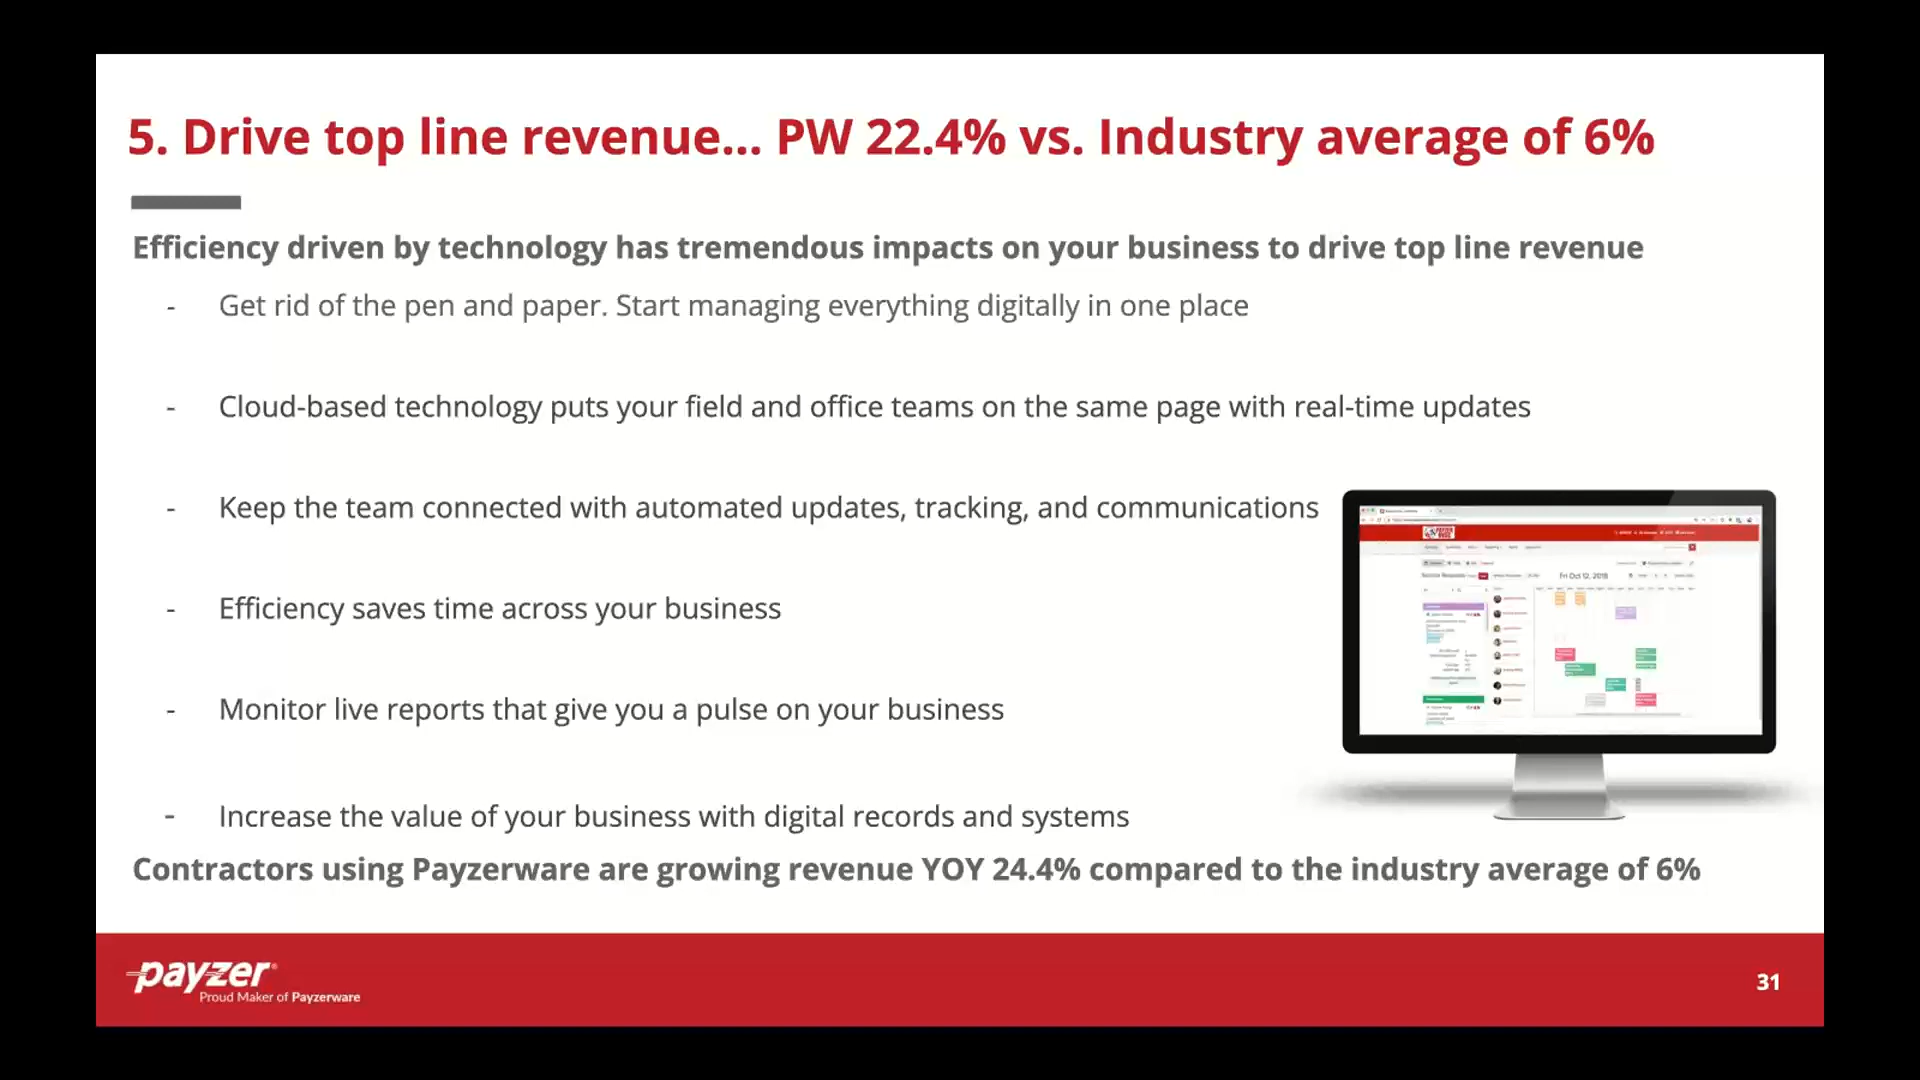 5. Drive top line revenue... PW 22.4% vs. Industry average of 6%
Efficiency driven by technology has tremendous impacts on your business to drive top line revenue
- Get rid of the pen and paper. Start managing everything digitally in one place
- Cloud-based technology puts your field and office teams on the same page with real-time updates
- Keep the team connected with automated updates, tracking, and communications
- Efficiency saves time across your business
- Monitor live reports that give you a pulse on your business
- Increase the value of your business with digital records and systems
Contractors using Payzerware are growing revenue YOY 24.4% compared to the industry average of 6%
Fri Oct 12, 2018
payzer®
Proud Maker of Payzerware
31